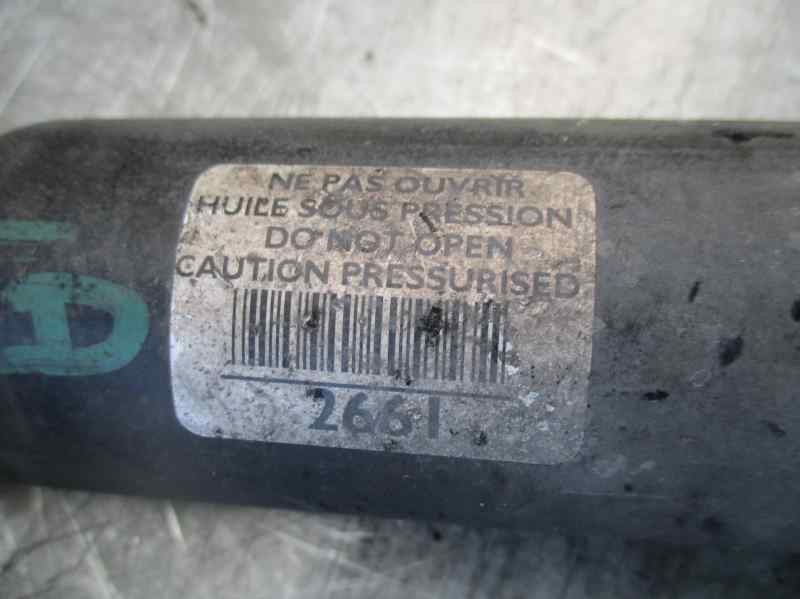 NE PAS OUVRIR
HUILE SOUS PRESSION
DO NOT OPEN
CAUTION PRESSURISED
2661